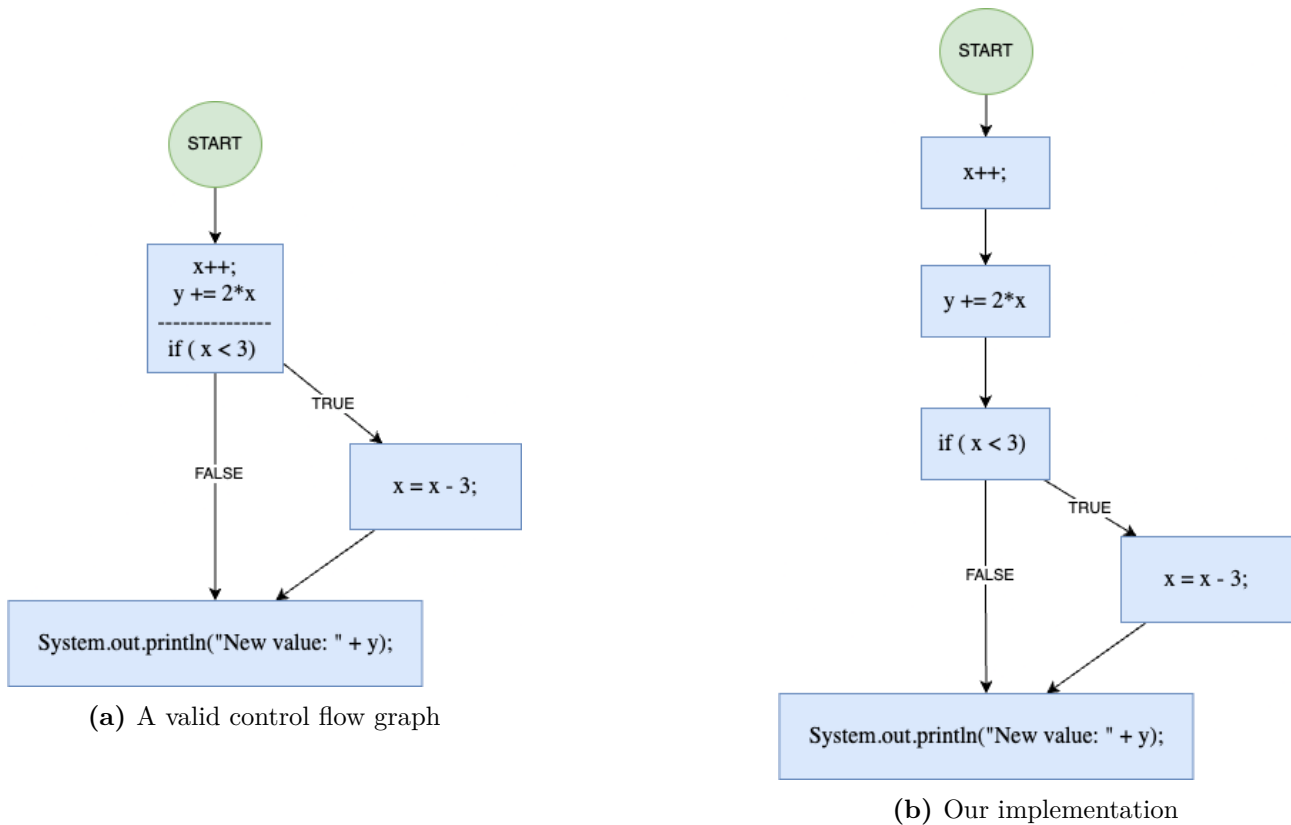 START
x++;
y += 2*x
---------------
if ( x < 3)
TRUE
FALSE
x = x - 3;
System.out.println("New value: " + y);
(a) A valid control flow graph
START
x++;
y += 2*x
if ( x < 3)
TRUE
FALSE
x = x - 3;
System.out.println("New value: " + y);
(b) Our implementation